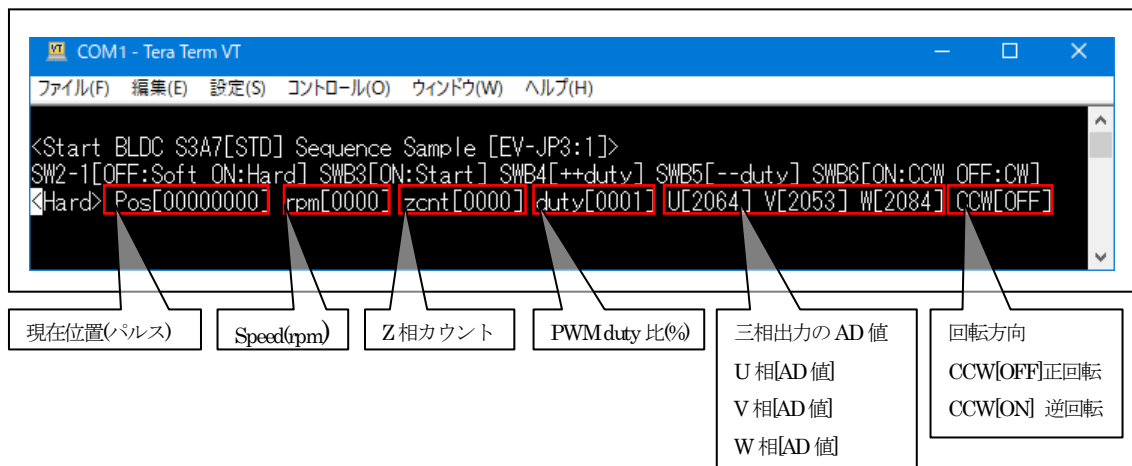 COM1 - Tera Term VT
ファイル(F) 編集(E) 設定(S) コントロール(O) ウィンドウ(W) ヘルプ(H)
<Start BLDC S3A7[STD] Sequence Sample [EV-JP3:1]>
SW2-1[OFF:Soft ON:Hard] SWB3[ON:Start] SWB4[++duty] SWB5[--duty] SWB6[ON:CCW OFF:CW]
<Hard> Pos[00000000] rpm[0000] zcnt[0000] duty[0001] U[2064] V[2053] W[2084] CCW[OFF]
現在位置(パルス)
Speed(rpm)
Z 相カウント
PWM duty 比(%)
三相出力の AD 値
U 相[AD 値]
V 相[AD 値]
W 相[AD 値]
回転方向
CCW[OFF]正回転
CCW[ON] 逆回転